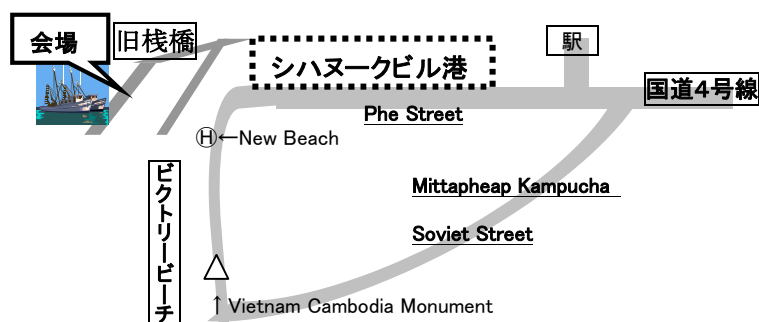 会場
旧桟橋
シハヌークビル港
駅
国道4号線
Phe Street
Ⓗ←New Beach
Mittapheap Kampucha
Soviet Street
ビクトリービーチ
↑Vietnam Cambodia Monument